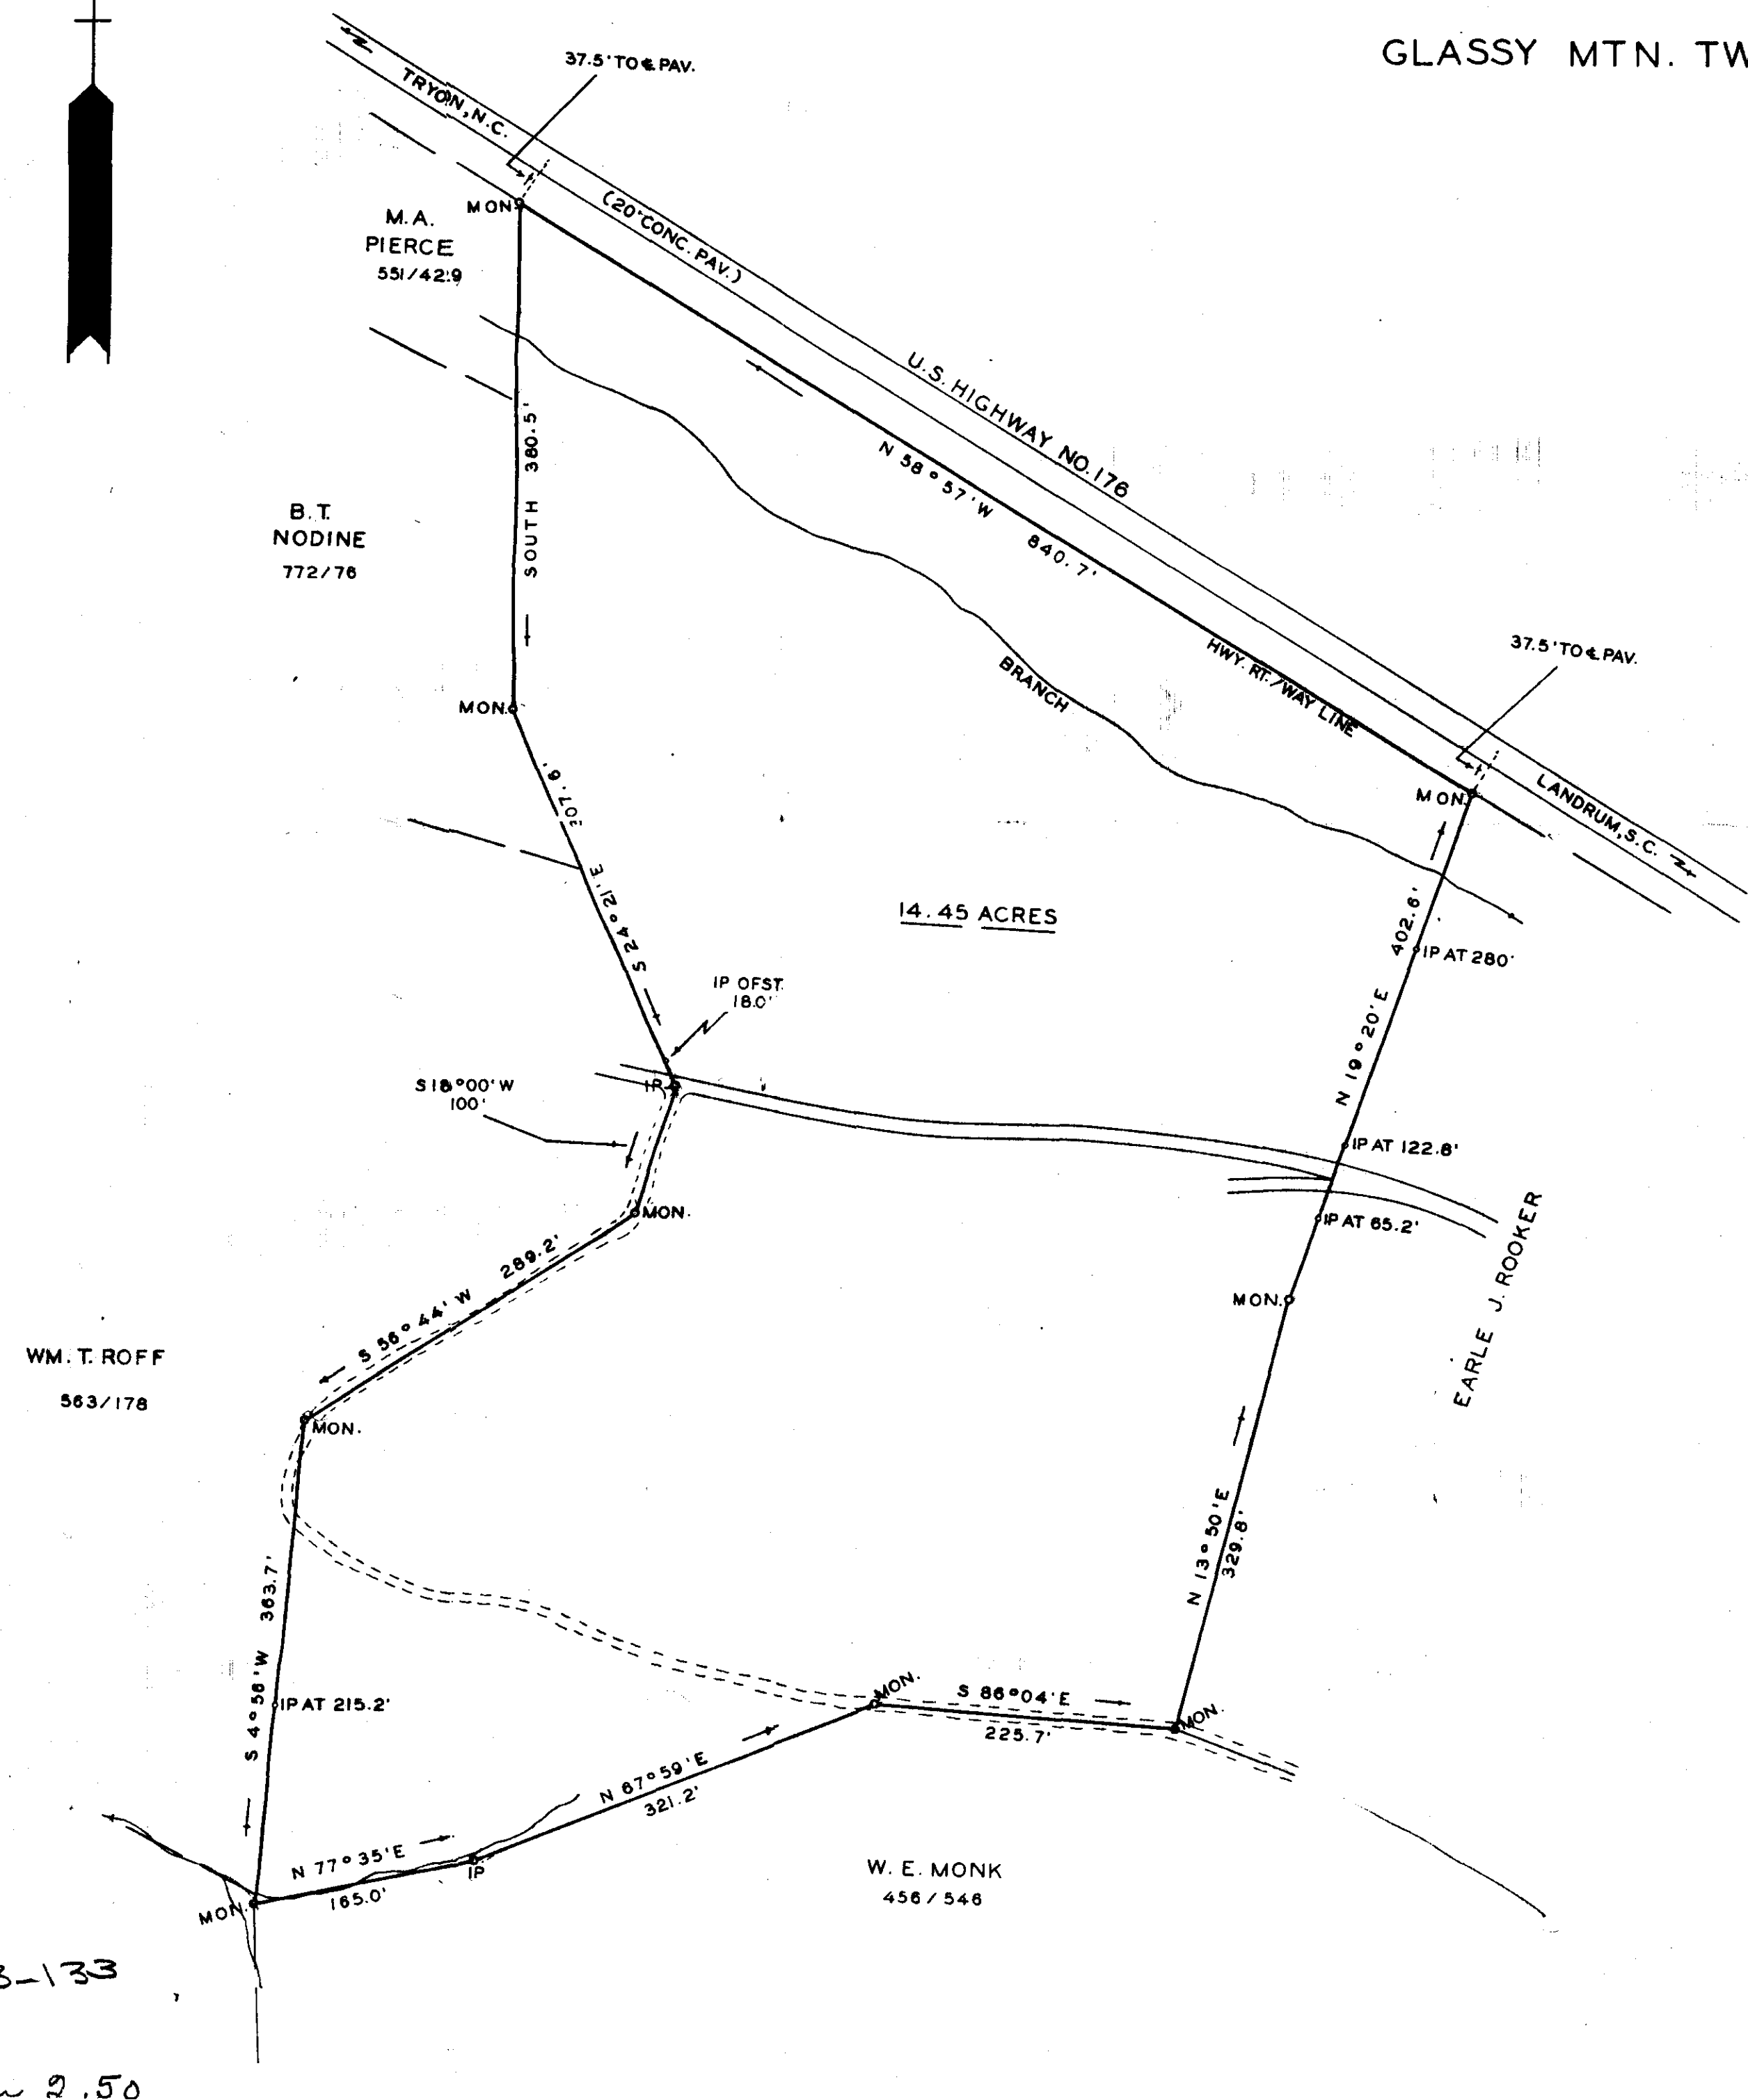 GLASSY MTN. TW
37.5' TO ℄ PAV.
TRYON, N.C.
MON
M.A.
PIERCE
551/429
(20' CONC. PAV.)
U.S. HIGHWAY NO. 176
SOUTH 380.5'
N 58° 57' W
840.7'
B.T.
NODINE
772/76
HWY. RT./WAY LINE
BRANCH
37.5' TO ℄ PAV.
MON.
MON.
LANDRUM, S.C.
307.6'
S 24° 21' E
14.45 ACRES
402.6'
IP AT 280'
IP OFST.
18.0'
N 19° 20' E
S 18° 00' W
100'
IP
IP AT 122.8'
MON.
IP AT 65.2'
289.2'
S 56° 44' W
MON.
EARLE J. ROOKER
WM. T. ROFF
563/178
MON.
N 13° 50' E
329.8'
363.7'
S 4° 58' W
IP AT 215.2'
MON.
S 86° 04' E
225.7'
MON.
N 67° 59' E
321.2'
N 77° 35' E
165.0'
IP
MON.
W. E. MONK
456/546
-133
2.50